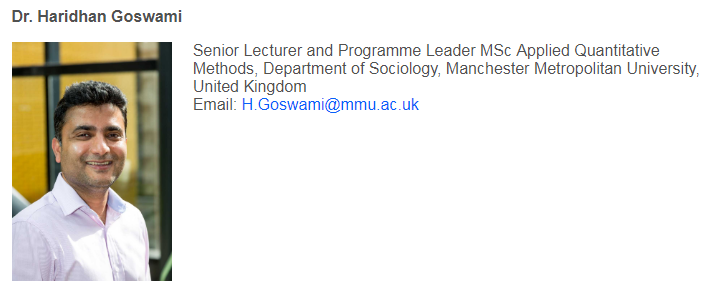 Dr. Haridhan Goswami
Senior Lecturer and Programme Leader MSc Applied Quantitative
Methods, Department of Sociology, Manchester Metropolitan University,
United Kingdom
Email: H.Goswami@mmu.ac.uk